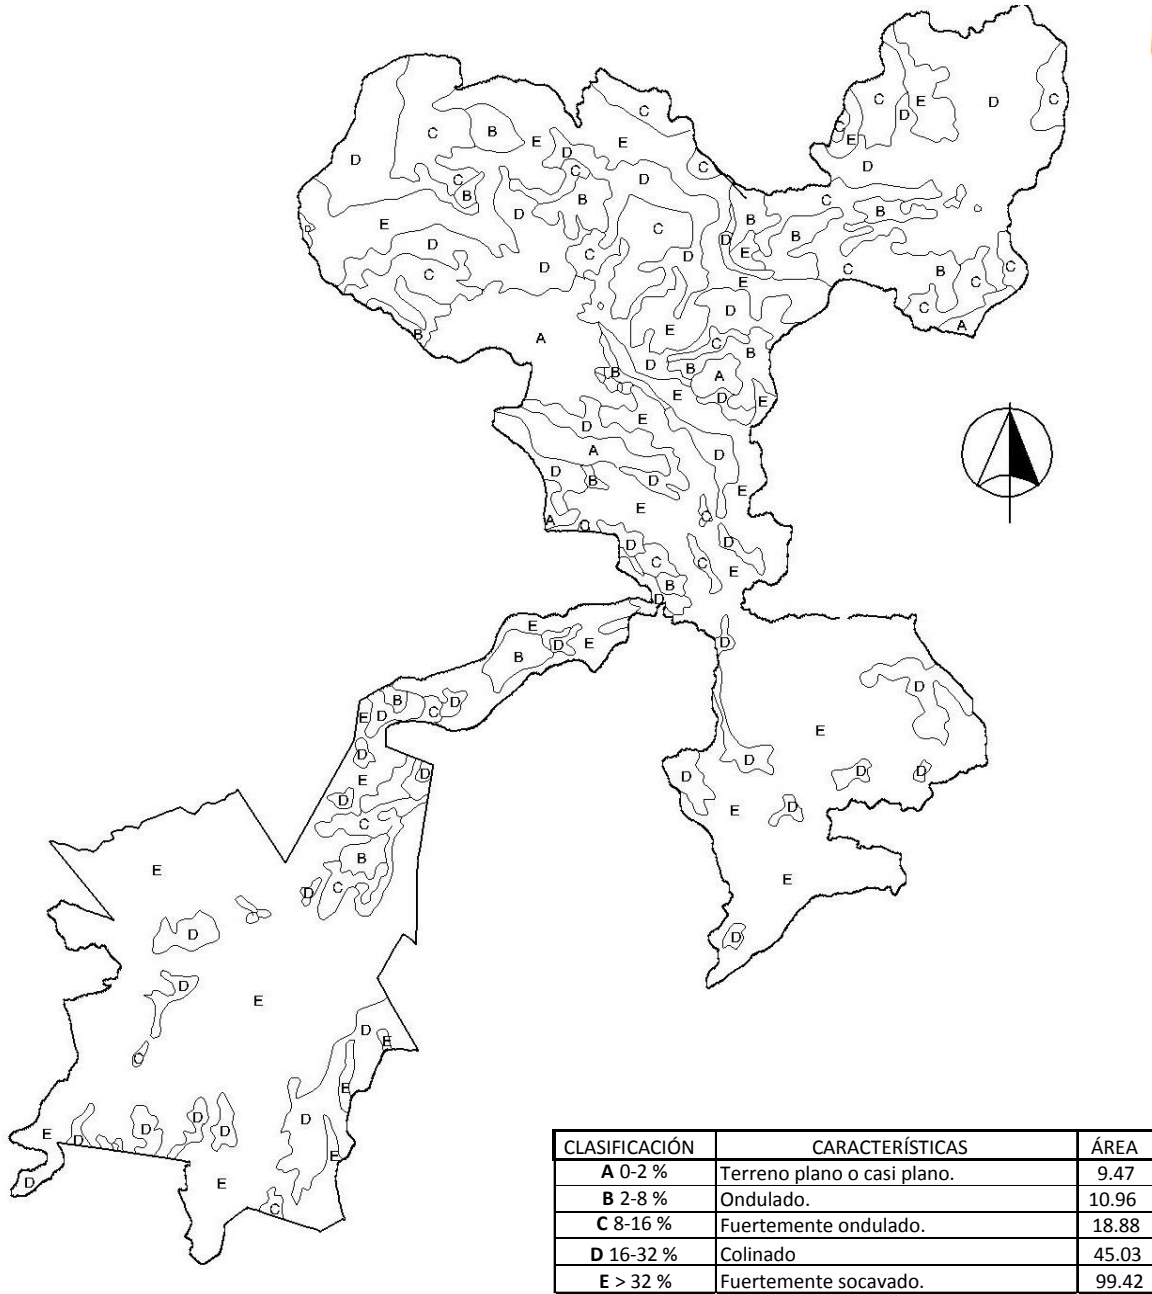 C
E
D
C
C
D
C
B
E
C
E
E
D
D
D
C
C
C
D
B
B
D
C
B
D
B
E
C
B
D
D
B
E
D
C
D
D
C
C
B
C
C
E
C
D
A
E
B
A
C
B
D
B
B
A
E
D
E
E
D
A
D
D
B
D
E
E
A
C
C
D
D
C
C
B
E
D
E
D
E
B
D
D
B
E
D
C
D
E
D
D
D
E
D
D
D
D
C
E
D
B
E
E
D
C
D
D
D
E
D
E
C
E
D
D
D
D
E
D
E
E
D
C
CLASIFICACIÓN CARACTERÍSTICAS ÁREA
A 0-2 % Terreno plano o casi plano. 9.47
B 2-8 % Ondulado. 10.96
C 8-16 % Fuertemente ondulado. 18.88
D 16-32 % Colinado 45.03
E > 32 % Fuertemente socavado. 99.42